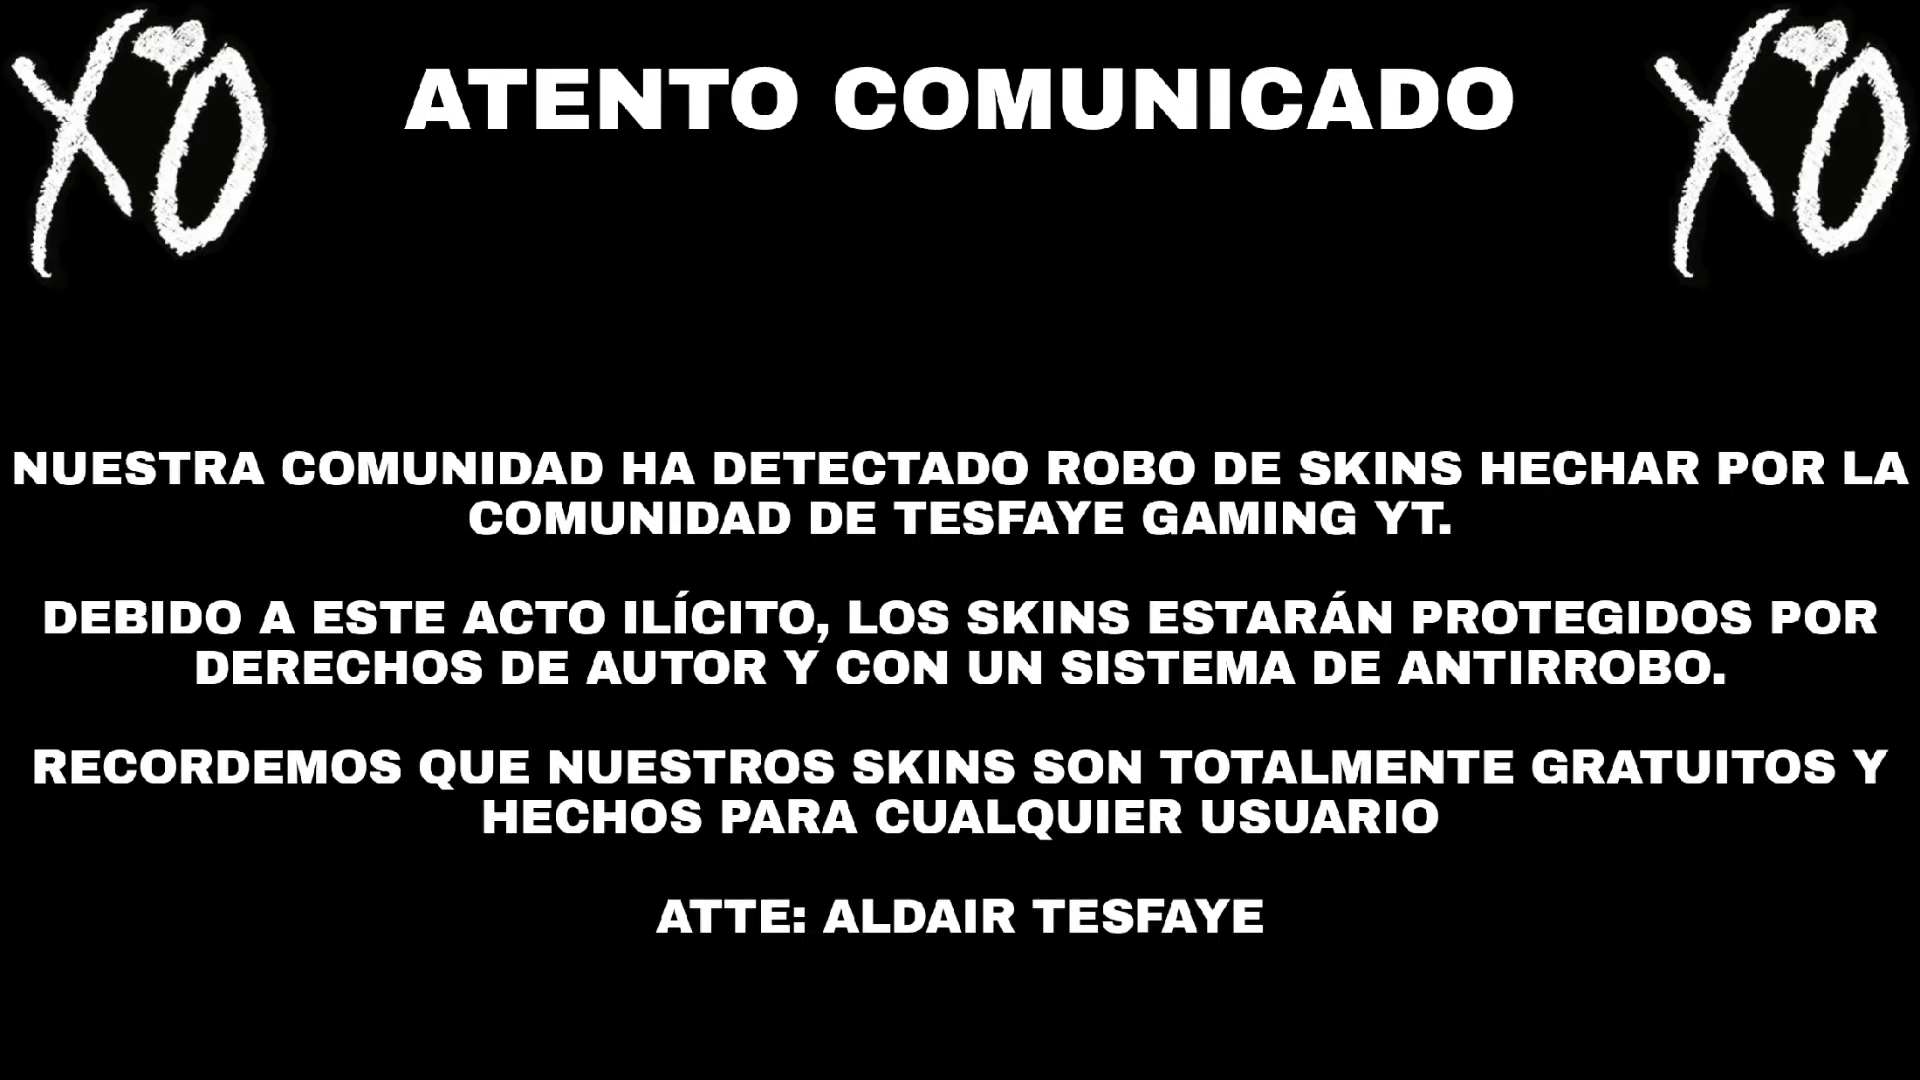 XO
XO
ATENTO COMUNICADO
NUESTRA COMUNIDAD HA DETECTADO ROBO DE SKINS HECHAR POR LA
COMUNIDAD DE TESFAYE GAMING YT.
DEBIDO A ESTE ACTO ILÍCITO, LOS SKINS ESTARÁN PROTEGIDOS POR
DERECHOS DE AUTOR Y CON UN SISTEMA DE ANTIRROBO.
RECORDEMOS QUE NUESTROS SKINS SON TOTALMENTE GRATUITOS Y
HECHOS PARA CUALQUIER USUARIO
ATTE: ALDAIR TESFAYE